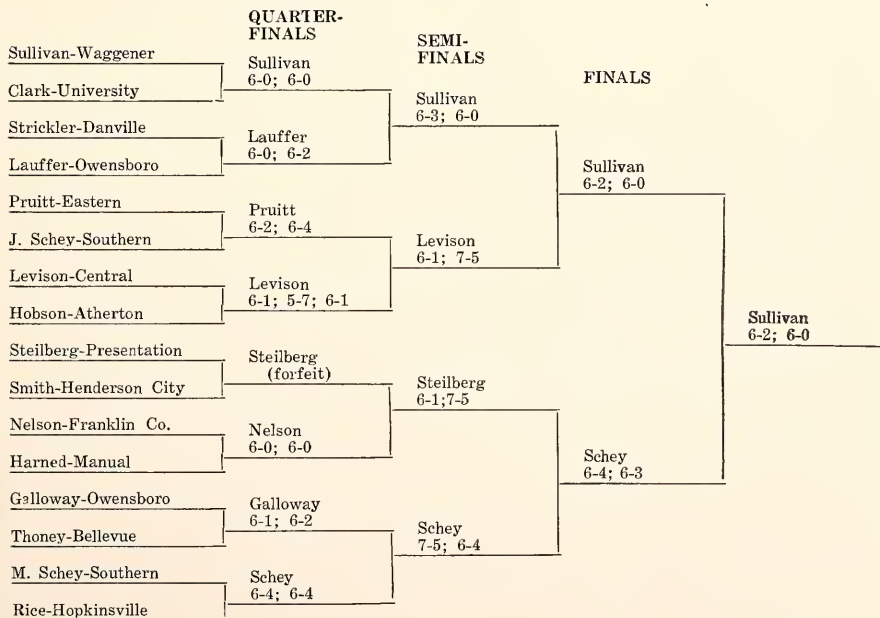 QUARTER-
FINALS
Sullivan-Waggener
Clark-University
Strickler-Danville
Lauffer-Owensboro
Pruitt-Eastern
J. Schey-Southern
Levison-Central
Hobson-Atherton
Steilberg-Presentation
Smith-Henderson City
Nelson-Franklin Co.
Harned-Manual
Galloway-Owensboro
Thoney-Bellevue
M. Schey-Southern
Rice-Hopkinsville
Sullivan
6-0; 6-0
Lauffer
6-0; 6-2
Pruitt
6-2; 6-4
Levison
6-1; 5-7; 6-1
Steilberg
(forfeit)
Nelson
6-0; 6-0
Galloway
6-1; 6-2
Schey
6-4; 6-4
SEMI-
FINALS
Sullivan
6-3; 6-0
Levison
6-1; 7-5
Steilberg
6-1;7-5
Schey
7-5; 6-4
FINALS
Sullivan
6-2; 6-0
Schey
6-4; 6-3
Sullivan
6-2; 6-0